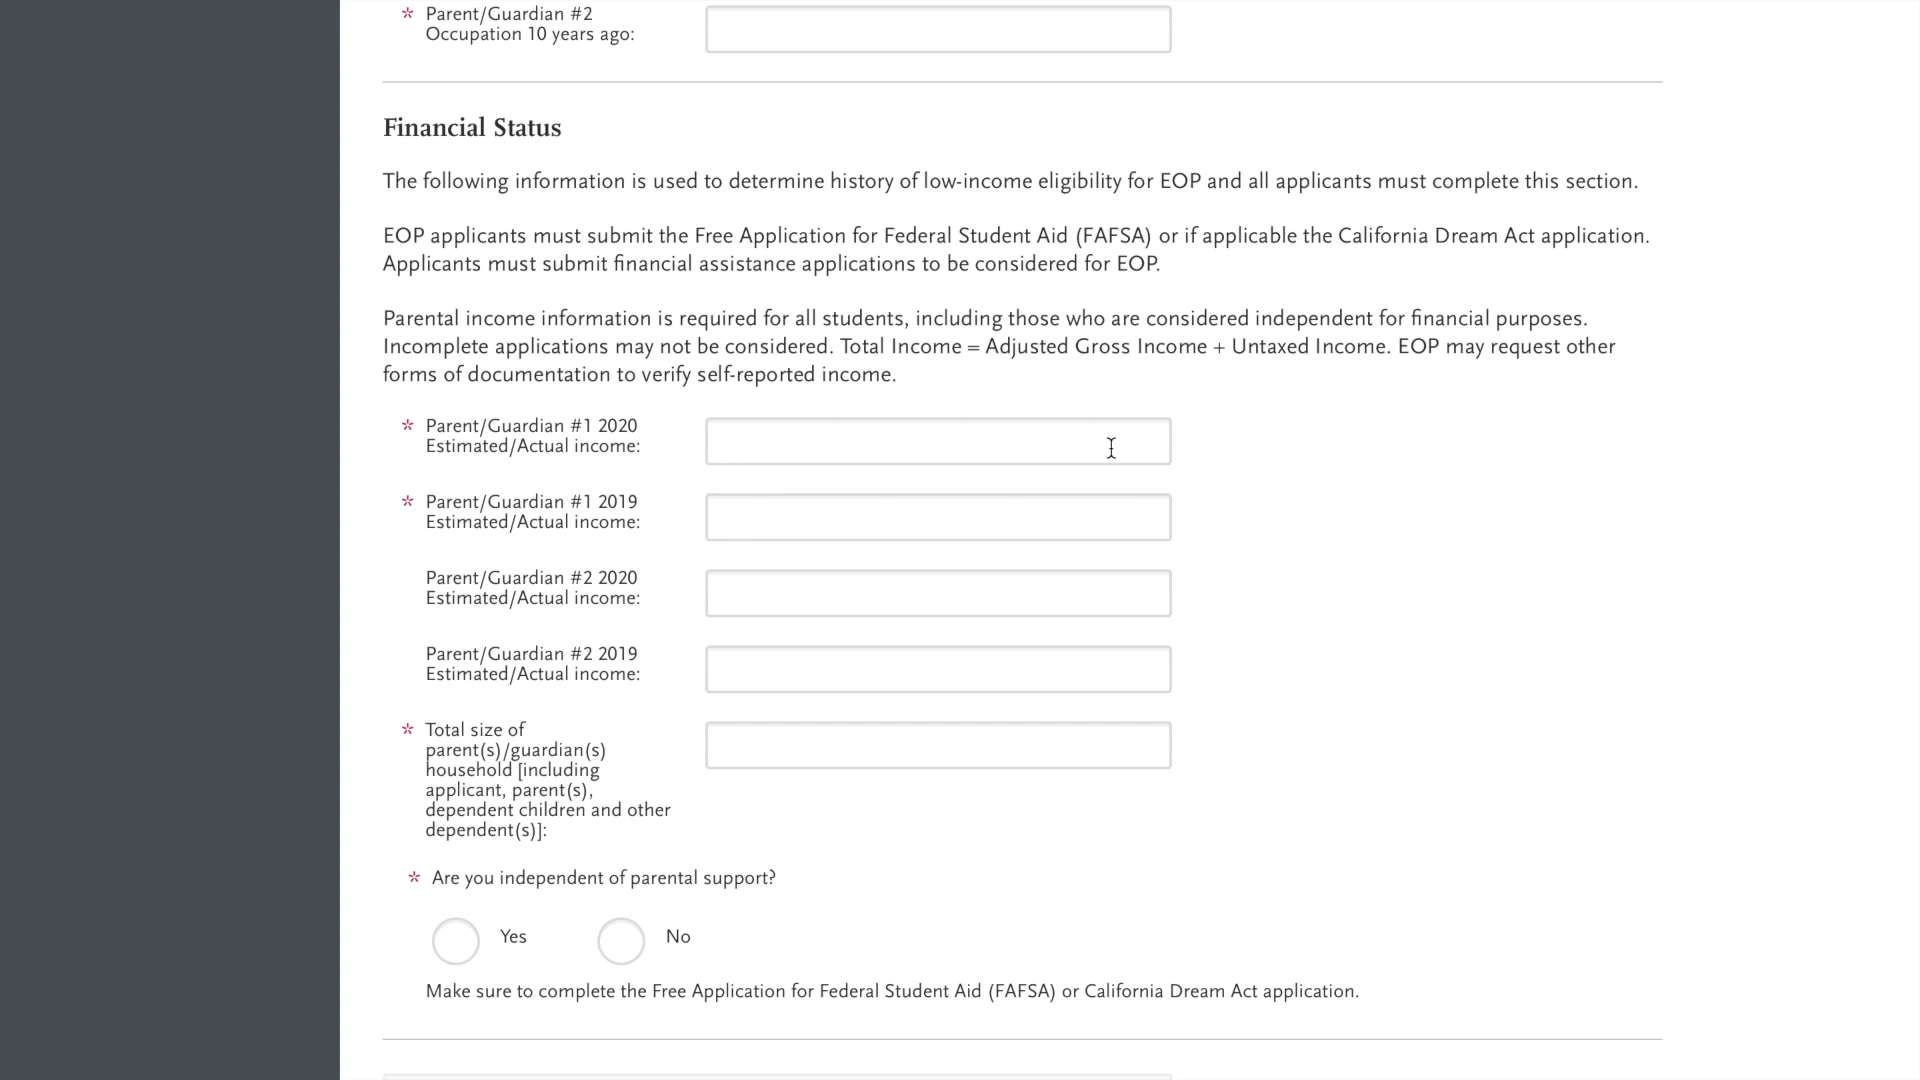 * Parent/Guardian #2
Occupation 10 years ago:
Financial Status
The following information is used to determine history of low-income eligibility for EOP and all applicants must complete this section.
EOP applicants must submit the Free Application for Federal Student Aid (FAFSA) or if applicable the California Dream Act application.
Applicants must submit financial assistance applications to be considered for EOP.
Parental income information is required for all students, including those who are considered independent for financial purposes.
Incomplete applications may not be considered. Total Income = Adjusted Gross Income + Untaxed Income. EOP may request other
forms of documentation to verify self-reported income.
* Parent/Guardian #1 2020
Estimated/Actual income:
* Parent/Guardian #1 2019
Estimated/Actual income:
Parent/Guardian #2 2020
Estimated/Actual income:
Parent/Guardian #2 2019
Estimated/Actual income:
* Total size of
parent(s)/guardian(s)
household [including
applicant, parent(s),
dependent children and other
dependent(s)]:
* Are you independent of parental support?
Yes No
Make sure to complete the Free Application for Federal Student Aid (FAFSA) or California Dream Act application.